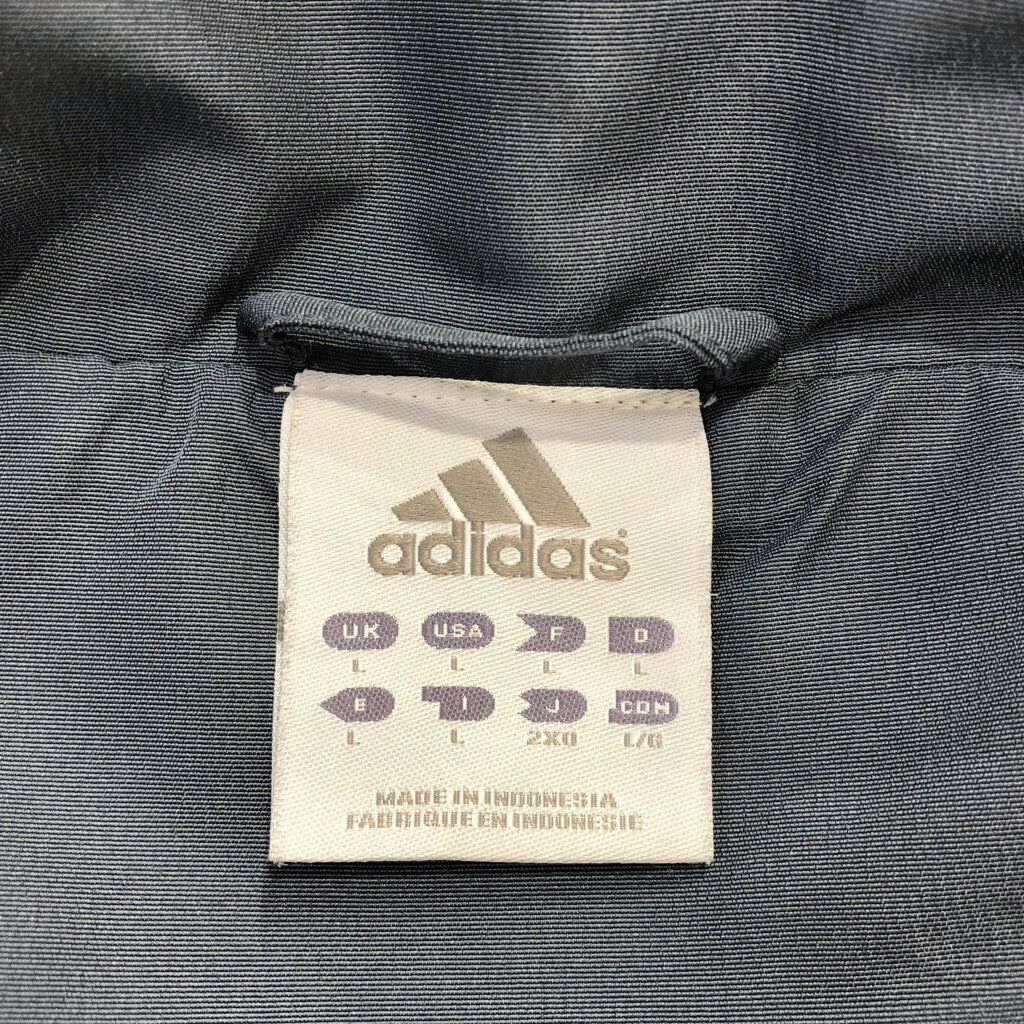 adidas®
UK USA F D
L L L L
E I J CDN
L L 2XO L/G
MADE IN INDONESIA
FABRIQUE EN INDONESIE